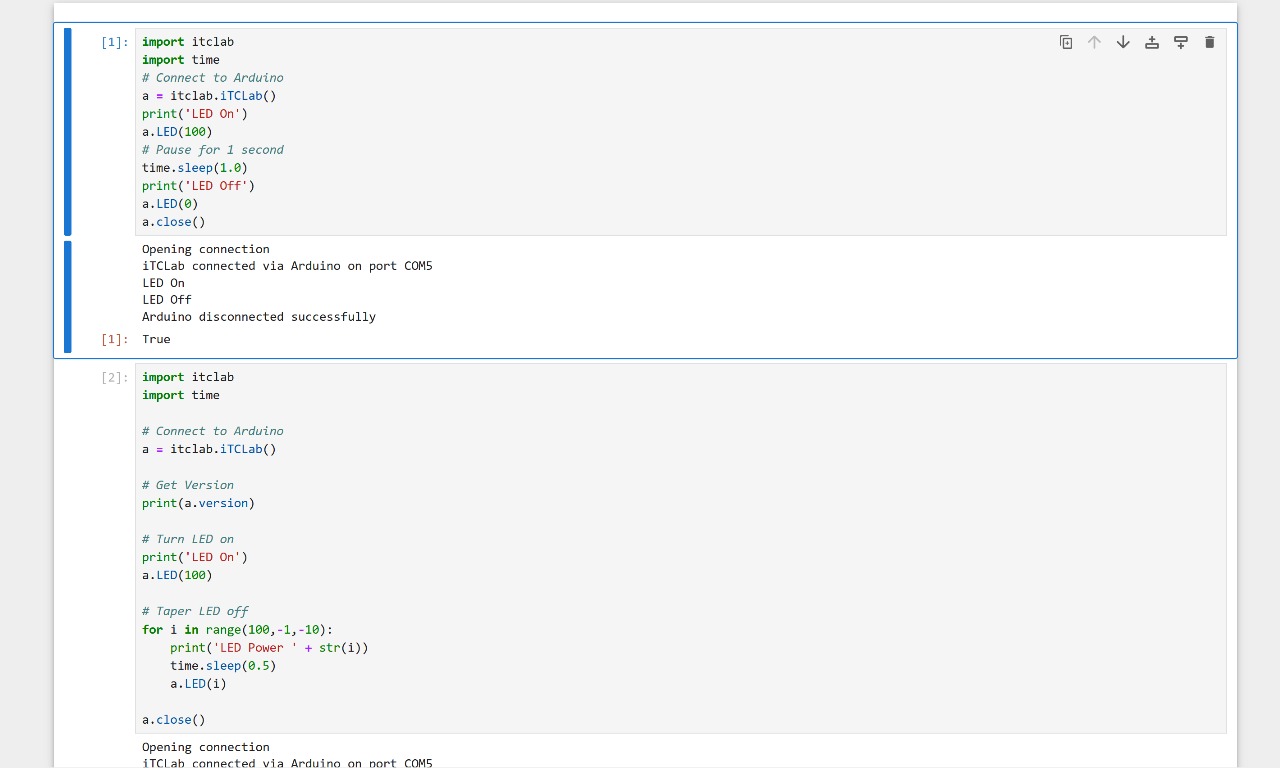 [1]: import itclab
import time
# Connect to Arduino
a = itclab.iTCLab()
print('LED On')
a.LED(100)
# Pause for 1 second
time.sleep(1.0)
print('LED Off')
a.LED(0)
a.close()
Opening connection
iTCLab connected via Arduino on port COM5
LED On
LED Off
Arduino disconnected successfully
[1]: True
[2]: import itclab
import time
# Connect to Arduino
a = itclab.iTCLab()
# Get Version
print(a.version)
# Turn LED on
print('LED On')
a.LED(100)
# Taper LED off
for i in range(100,-1,-10):
    print('LED Power ' + str(i))
    time.sleep(0.5)
    a.LED(i)
a.close()
Opening connection
iTCLab connected via Arduino on port COM5